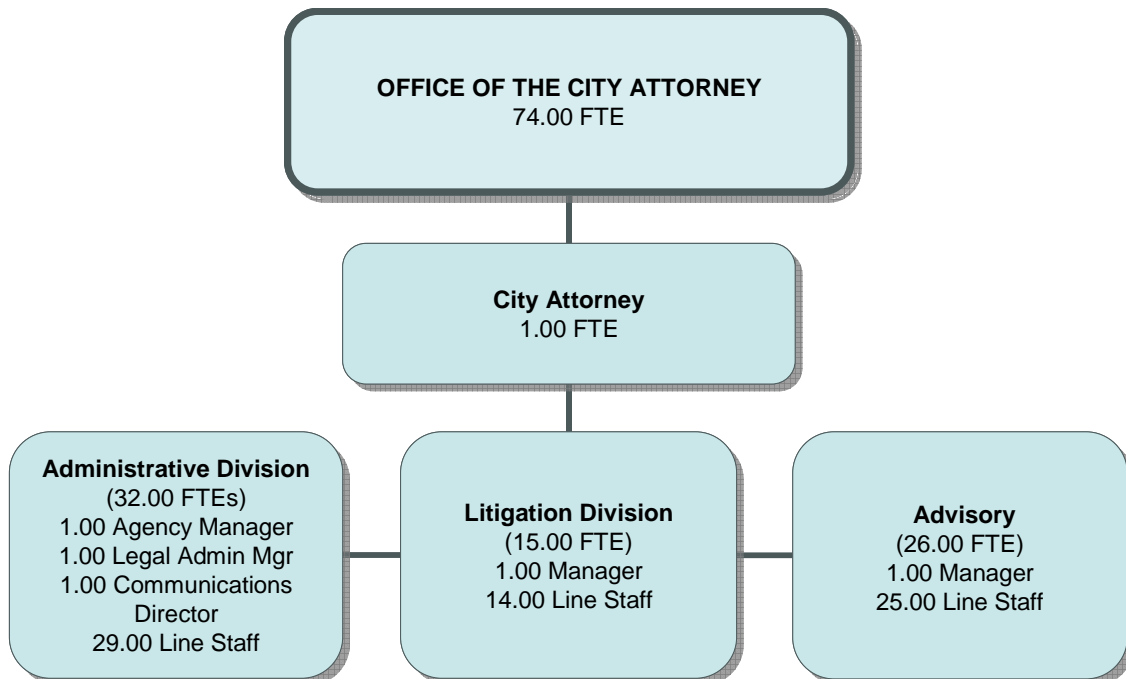 OFFICE OF THE CITY ATTORNEY
74.00 FTE
City Attorney
1.00 FTE
Administrative Division
(32.00 FTEs)
1.00 Agency Manager
1.00 Legal Admin Mgr
1.00 Communications
Director
29.00 Line Staff
Litigation Division
(15.00 FTE)
1.00 Manager
14.00 Line Staff
Advisory
(26.00 FTE)
1.00 Manager
25.00 Line Staff